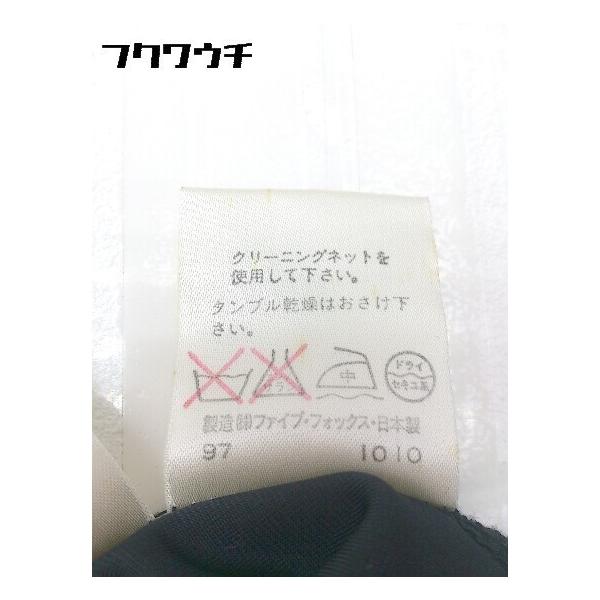 フクワウチ
クリーニングネットを
使用して下さい。
タンブル乾燥はおさけ下
さい。
中
ドライ
セキユ系
製造㈱ファイブ・フォックス・日本製
97 1010